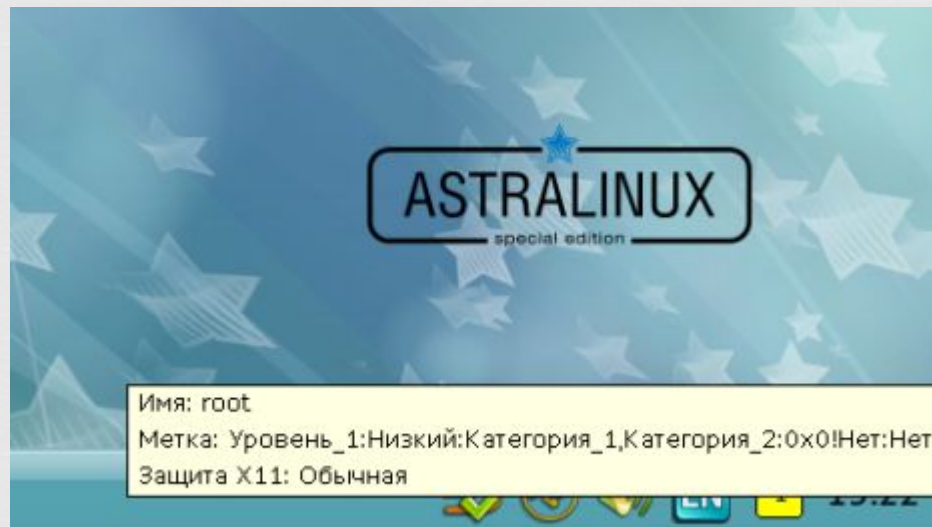 ASTRALINUX
special edition
Имя: root
Метка: Уровень_1:Низкий:Категория_1,Категория_2:0x0!Нет:Нет
Защита X11: Обычная
EN